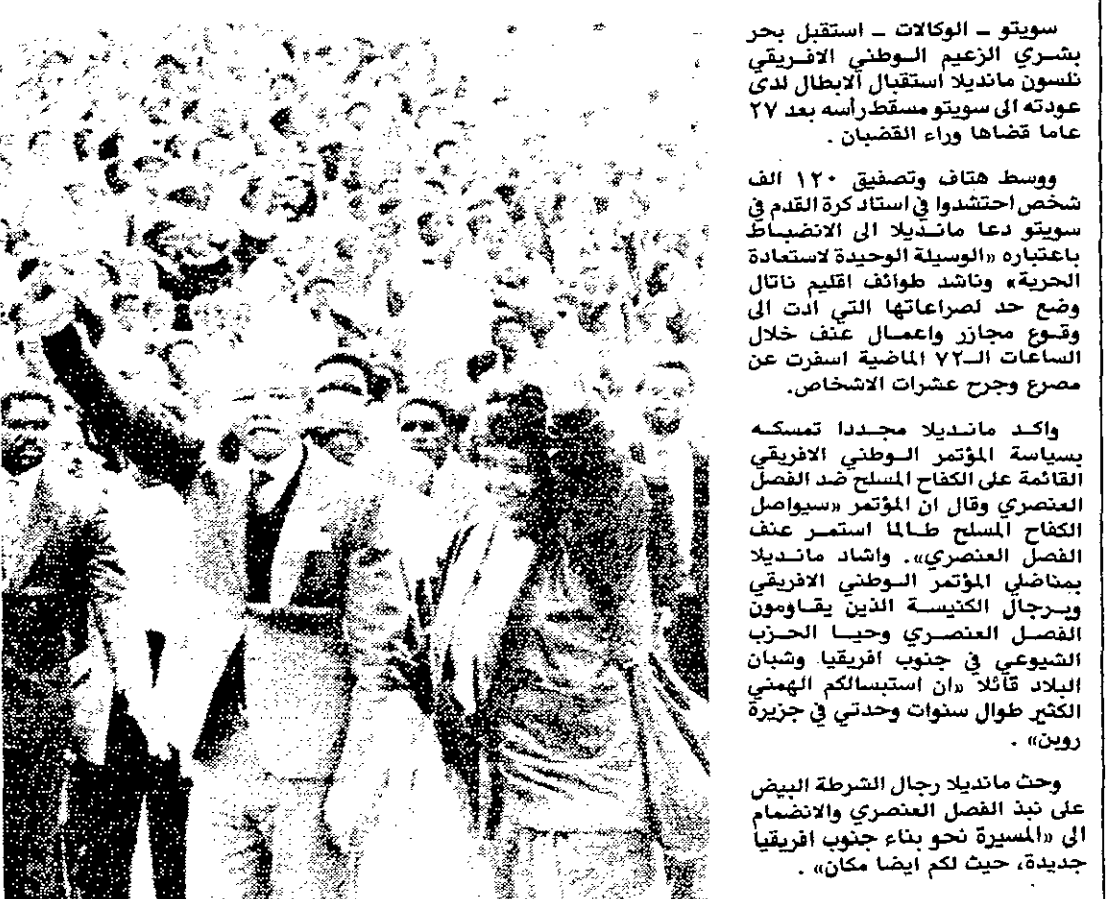 سويتو ـ الوكالات ـ استقبل بحر
بشري الزعيم الوطني الافريقي
نلسون مانديلا استقبال الابطال لدى
عودته الى سويتو مسقط رأسه بعد ٢٧
عاما قضاها وراء القضبان .
ووسط هتاف وتصفيق ١٢٠ الف
شخص احتشدوا في استاد كرة القدم في
سويتو دعا مانديلا الى الانضباط
باعتباره «الوسيلة الوحيدة لاستعادة
الحرية» وناشد طوائف اقليم ناتال
وضع حد لصراعاتها التي ادت الى
وقوع مجازر واعمال عنف خلال
الساعات الـ٧٢ الماضية اسفرت عن
مصرع وجرح عشرات الاشخاص.
واكد مانديلا مجددا تمسكه
بسياسة المؤتمر الوطني الافريقي
القائمة على الكفاح المسلح ضد الفصل
العنصري وقال ان المؤتمر «سيواصل
الكفاح المسلح طالما استمر عنف
الفصل العنصري». واشاد مانديلا
بمناضلي المؤتمر الوطني الافريقي
وبرجال الكنيسة الذين يقاومون
الفصل العنصري وحيا الحزب
الشيوعي في جنوب افريقيا وشبان
البلاد قائلا «ان استبسالكم الهمني
الكثير طوال سنوات وحدتي في جزيرة
روبن» .
وحث مانديلا رجال الشرطة البيض
على نبذ الفصل العنصري والانضمام
الى «المسيرة نحو بناء جنوب افريقيا
جديدة، حيث لكم ايضا مكان» .